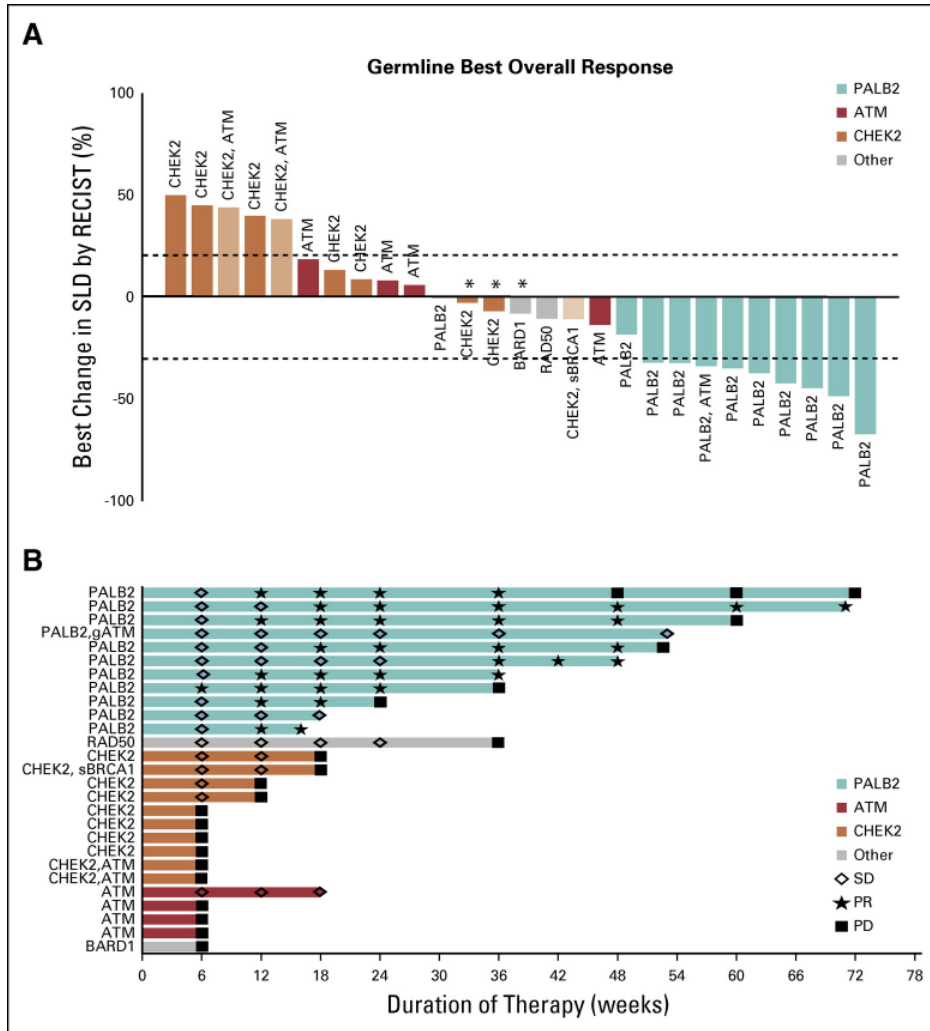 A
Germline Best Overall Response
Best Change in SLD by RECIST (%)
100
50
0
-50
-100
PALB2
ATM
CHEK2
Other
CHEK2
CHEK2
CHEK2, ATM
CHEK2
CHEK2, ATM
ATM
CHEK2
CHEK2
ATM
ATM
PALB2
* CHEK2
* CHEK2
* BARD1
RAD50
CHEK2, sBRCA1
ATM
PALB2
PALB2
PALB2
PALB2, ATM
PALB2
PALB2
PALB2
PALB2
PALB2
PALB2
B
PALB2
PALB2
PALB2
PALB2,gATM
PALB2
PALB2
PALB2
PALB2
PALB2
PALB2
PALB2
RAD50
CHEK2
CHEK2, sBRCA1
CHEK2
CHEK2
CHEK2
CHEK2
CHEK2
CHEK2
CHEK2,ATM
CHEK2,ATM
ATM
ATM
ATM
ATM
BARD1
PALB2
ATM
CHEK2
Other
SD
PR
PD
0 6 12 18 24 30 36 42 48 54 60 66 72 78
Duration of Therapy (weeks)